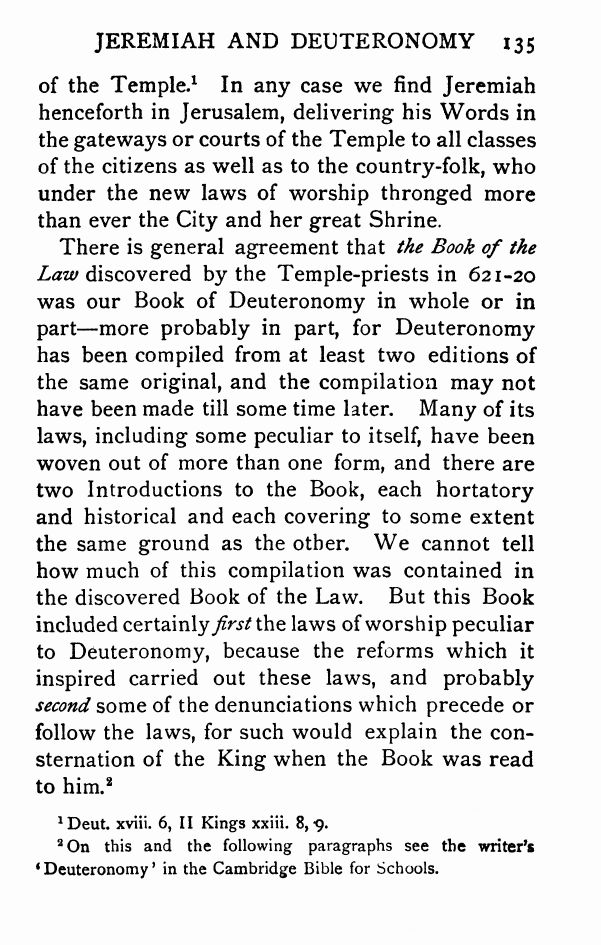 JEREMIAH AND DEUTERONOMY 135
of the Temple.¹ In any case we find Jeremiah
henceforth in Jerusalem, delivering his Words in
the gateways or courts of the Temple to all classes
of the citizens as well as to the country-folk, who
under the new laws of worship thronged more
than ever the City and her great Shrine.
There is general agreement that the Book of the
Law discovered by the Temple-priests in 621-20
was our Book of Deuteronomy in whole or in
part—more probably in part, for Deuteronomy
has been compiled from at least two editions of
the same original, and the compilation may not
have been made till some time later. Many of its
laws, including some peculiar to itself, have been
woven out of more than one form, and there are
two Introductions to the Book, each hortatory
and historical and each covering to some extent
the same ground as the other. We cannot tell
how much of this compilation was contained in
the discovered Book of the Law. But this Book
included certainly first the laws of worship peculiar
to Deuteronomy, because the reforms which it
inspired carried out these laws, and probably
second some of the denunciations which precede or
follow the laws, for such would explain the con-
sternation of the King when the Book was read
to him.²
¹ Deut. xviii. 6, II Kings xxiii. 8, 9.
² On this and the following paragraphs see the writer's
‘Deuteronomy’ in the Cambridge Bible for Schools.